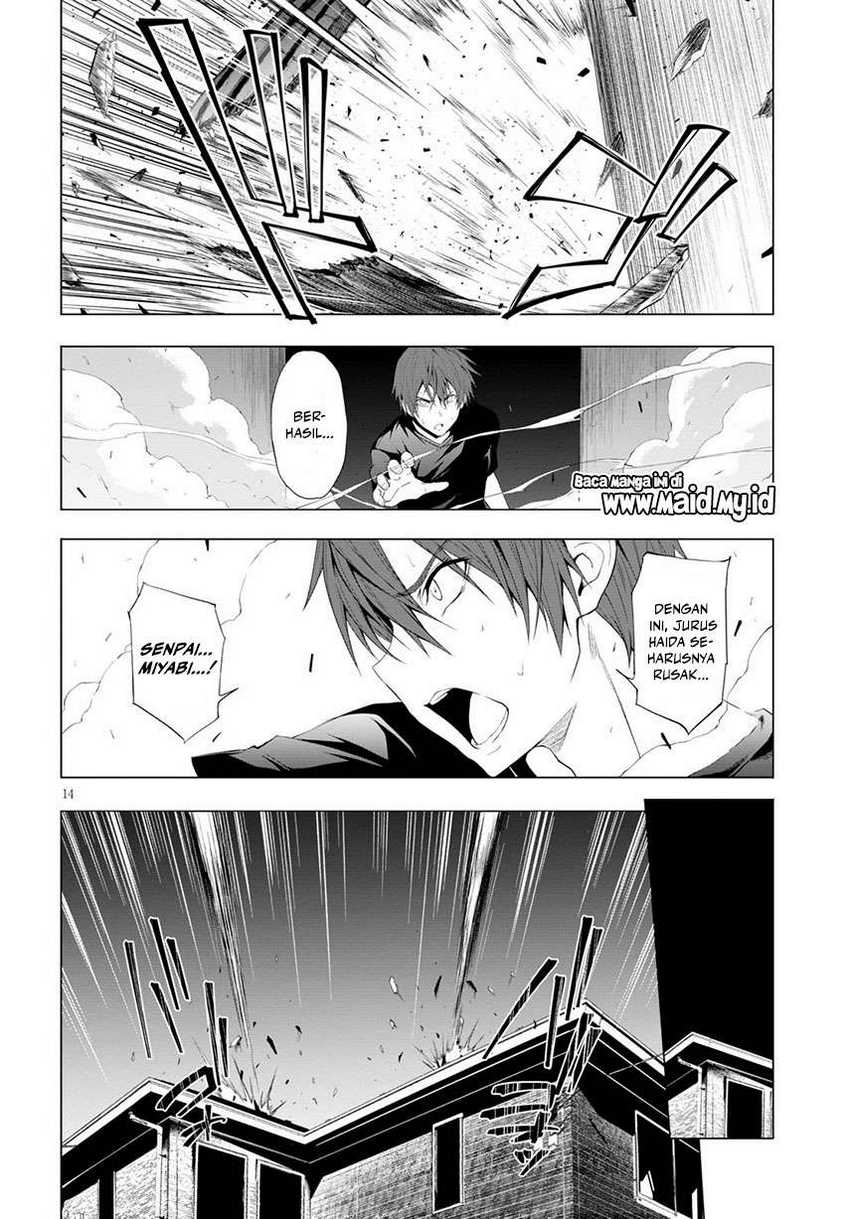 BER-
HASIL...
Baca Manga ini di
www.Maid.My.id
DENGAN
INI, JURUS
HAIDA SE-
HARUSNYA
RUSAK...
SENPAI...
MIYABI...!
14